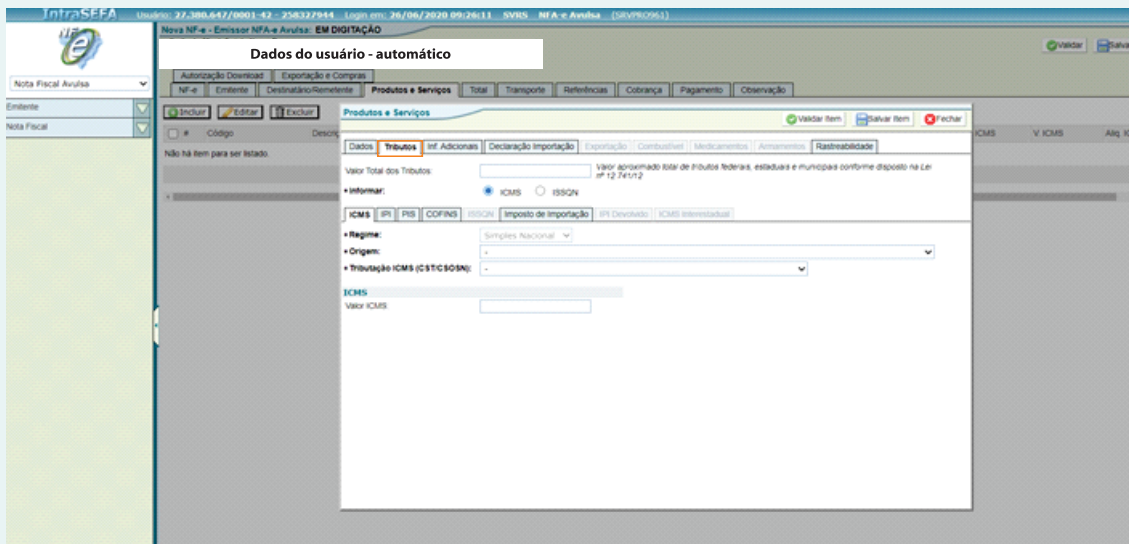 IntraSEFA Usuário: 27.380.647/0001-42 - 258327944 Login em: 26/06/2020 09:26:11 SVRS NFA-e Avulsa (SRVPRO961)
Nova NF-e - Emissor NFA-e Avulsa: EM DIGITAÇÃO
NF e
Dados do usuário - automático
Validar Salva
Nota Fiscal Avulsa
Autorização Download Exportação e Compras
NF-e Emitente Destinatário/Remetente Produtos e Serviços Total Transporte Referências Cobrança Pagamento Observação
Emitente
Nota Fiscal
Incluir Editar Excluir
Produtos e Serviços
Validar Item Salvar Item Fechar
# Código Descriç ICMS V. ICMS Alíq. IC
Não há item para ser listado.
Dados Tributos Inf. Adicionais Declaração Importação Exportação Combustível Medicamentos Armamentos Rastreabilidade
Valor Total dos Tributos:
Valor aproximado total de tributos federais, estaduais e municipais conforme disposto na Lei
nº 12.741/12
Informar: ICMS ISSQN
ICMS IPI PIS COFINS ISSQN Imposto de Importação IPI Devolvido ICMS Interestadual
Regime: Simples Nacional
Origem: -
Tributação ICMS (CST/CSOSN): -
ICMS
Valor ICMS: